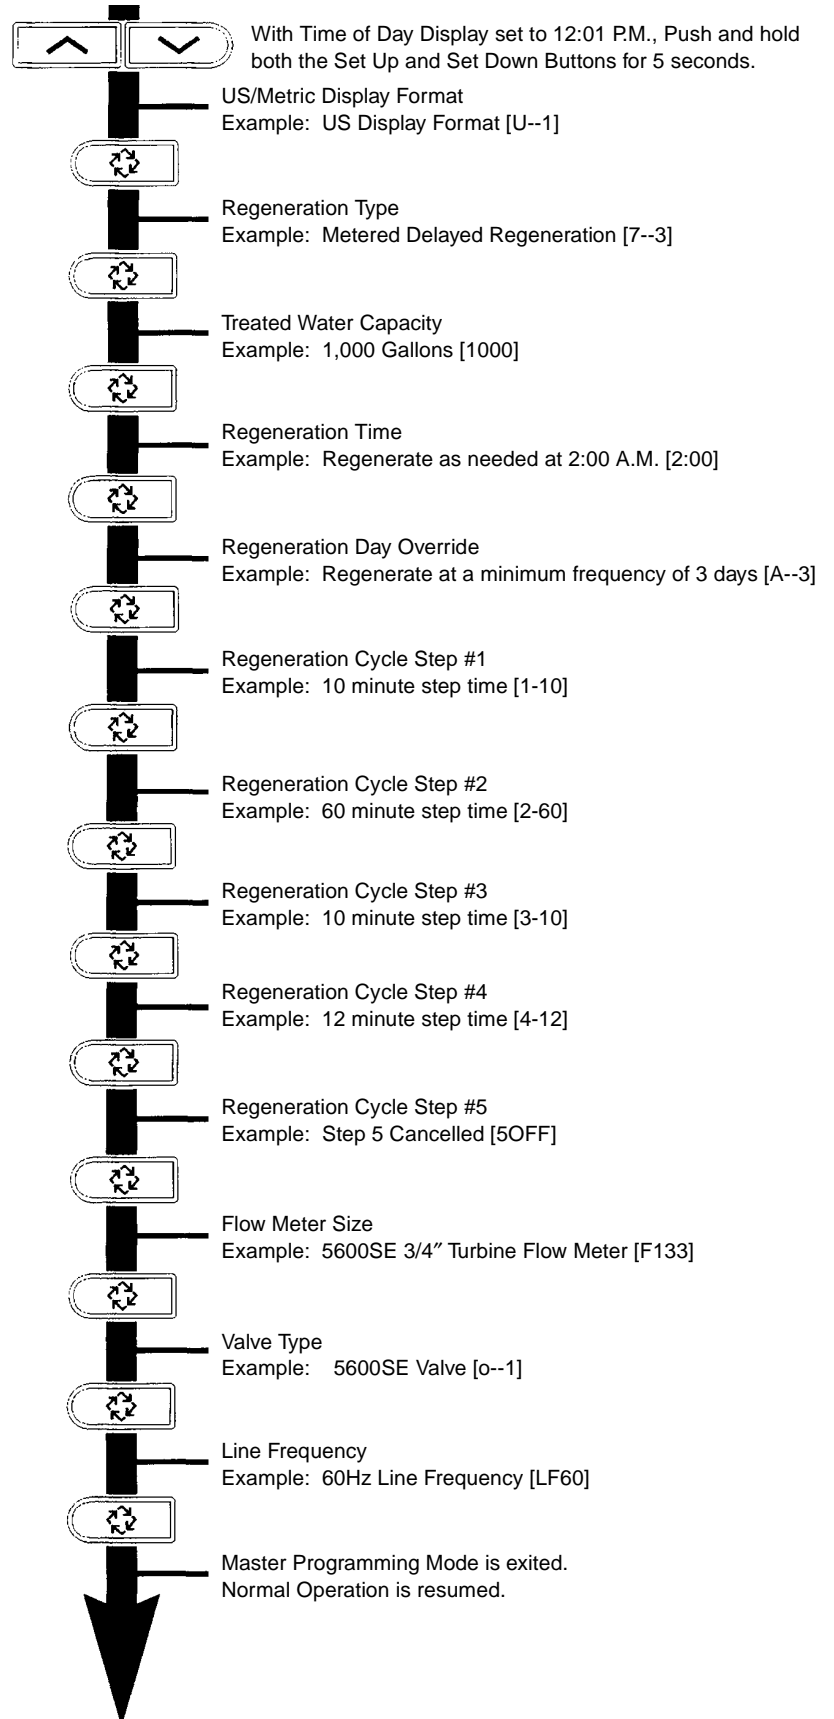 With Time of Day Display set to 12:01 P.M., Push and hold
both the Set Up and Set Down Buttons for 5 seconds.
US/Metric Display Format
Example: US Display Format [U--1]
Regeneration Type
Example: Metered Delayed Regeneration [7--3]
Treated Water Capacity
Example: 1,000 Gallons [1000]
Regeneration Time
Example: Regenerate as needed at 2:00 A.M. [2:00]
Regeneration Day Override
Example: Regenerate at a minimum frequency of 3 days [A--3]
Regeneration Cycle Step #1
Example: 10 minute step time [1-10]
Regeneration Cycle Step #2
Example: 60 minute step time [2-60]
Regeneration Cycle Step #3
Example: 10 minute step time [3-10]
Regeneration Cycle Step #4
Example: 12 minute step time [4-12]
Regeneration Cycle Step #5
Example: Step 5 Cancelled [5OFF]
Flow Meter Size
Example: 5600SE 3/4″ Turbine Flow Meter [F133]
Valve Type
Example: 5600SE Valve [o--1]
Line Frequency
Example: 60Hz Line Frequency [LF60]
Master Programming Mode is exited.
Normal Operation is resumed.